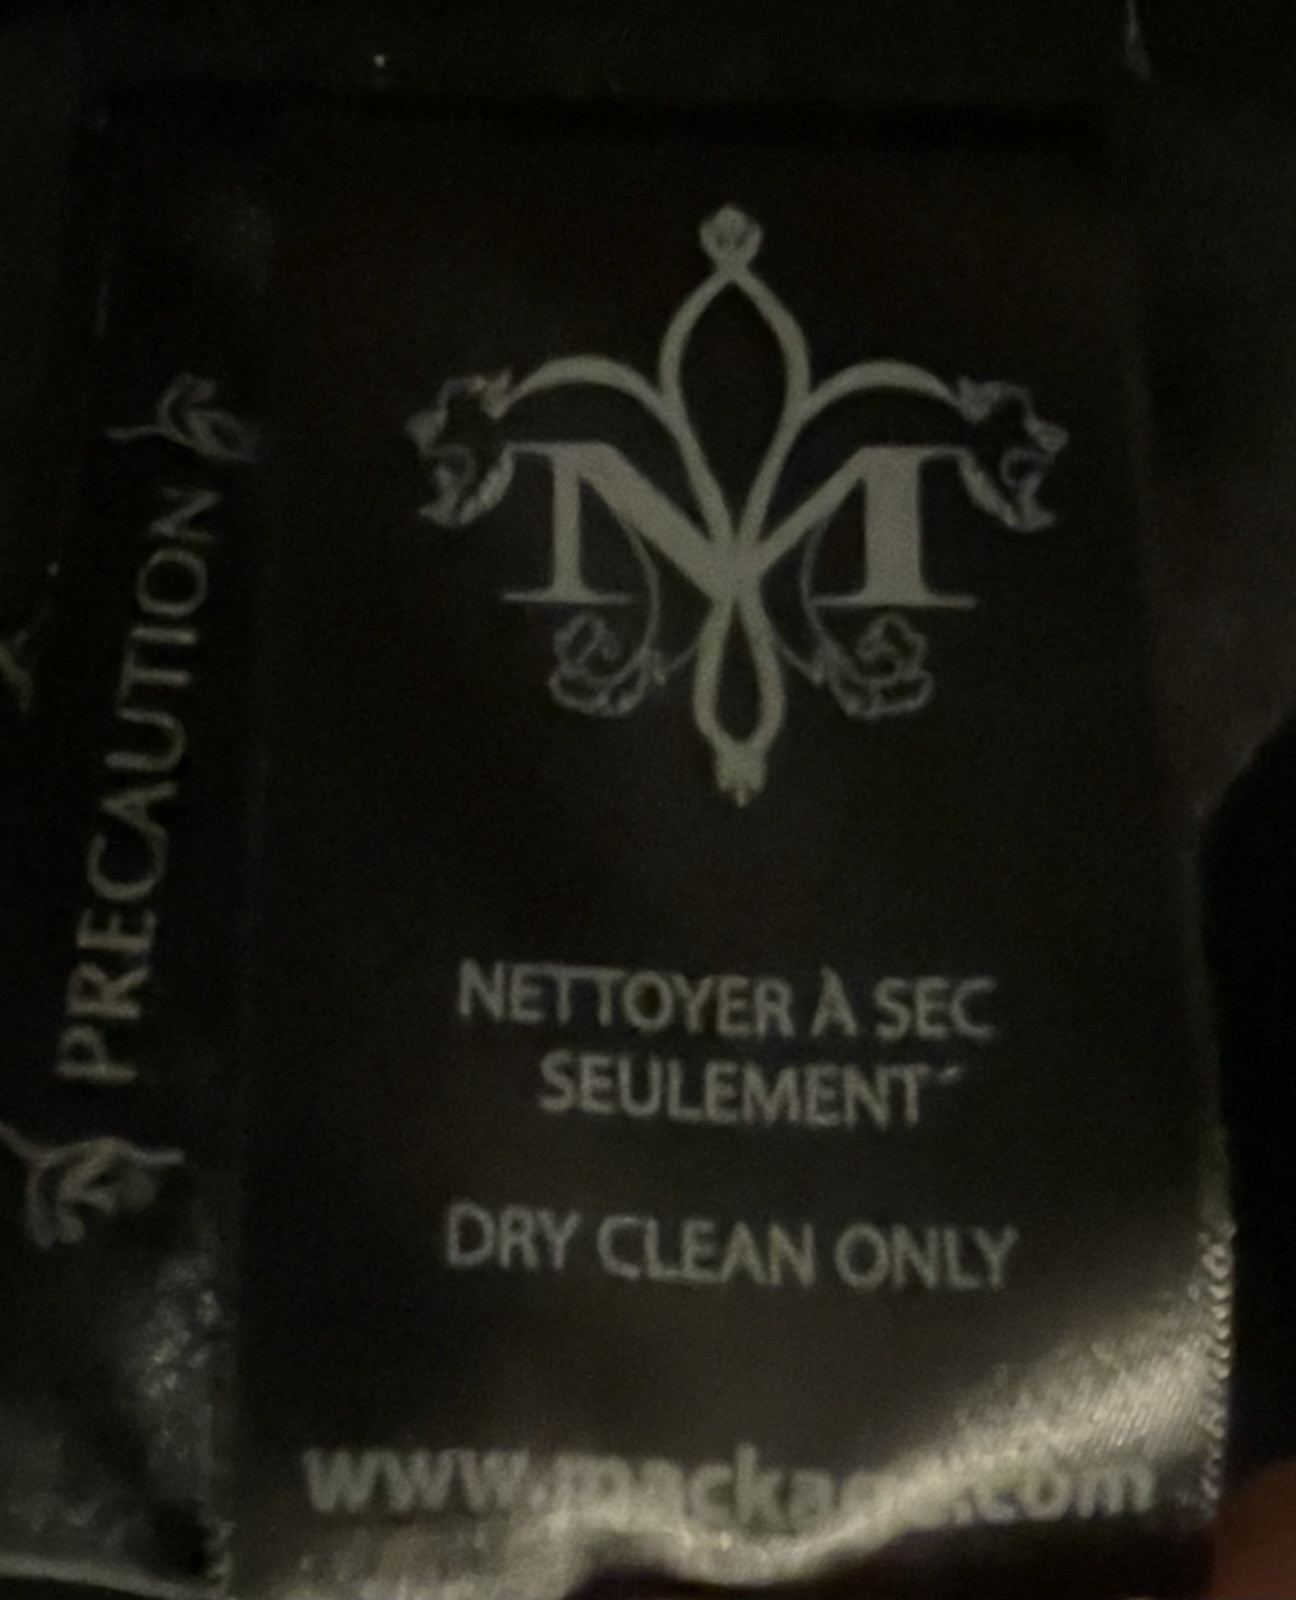 PRECAUTION
M
NETTOYER À SEC
SEULEMENT
DRY CLEAN ONLY